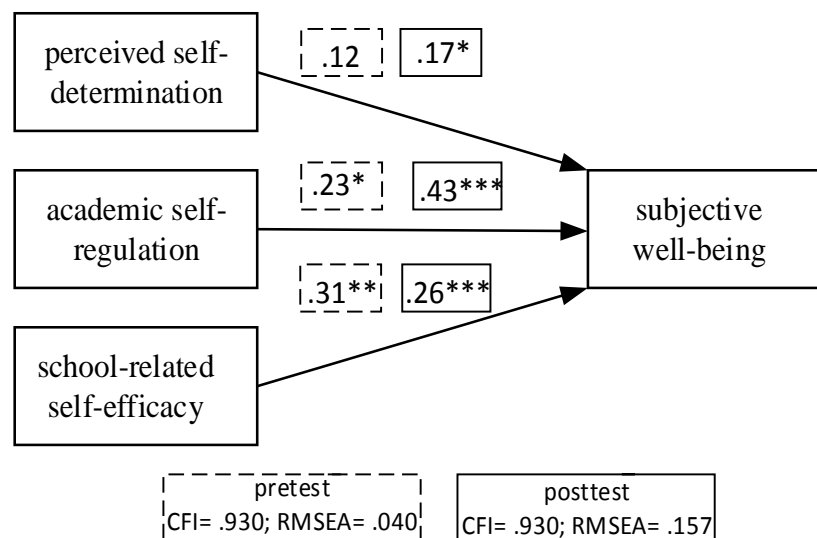 perceived self-
determination
.12
.17*
academic self-
regulation
.23*
.43***
subjective
well-being
school-related
self-efficacy
.31**
.26***
pretest
CFI= .930; RMSEA= .040
posttest
CFI= .930; RMSEA= .157